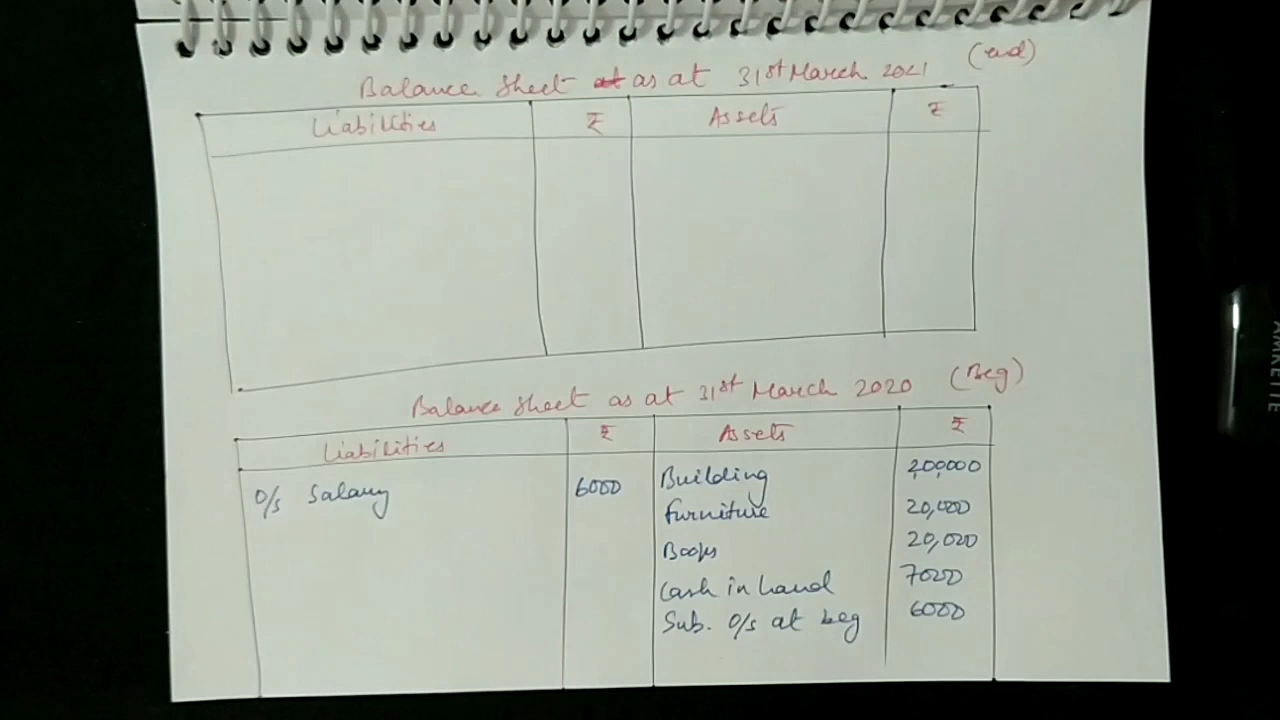 Balance Sheet at as at 31st March 2021 (end)
Liabilities ₹ Assets ₹
Balance Sheet as at 31st March 2020 (Beg)
Liabilities ₹ Assets ₹
O/s Salary 6000 Building 2,00,000
Furniture 20,000
Books 20,000
Cash in hand 7000
Sub. O/s at beg 6000
AMKETTE